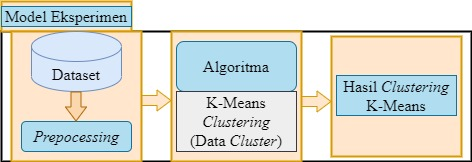 Model Eksperimen
Dataset
Prepocessing
Algoritma
K-Means
Clustering
(Data Cluster)
Hasil Clustering
K-Means